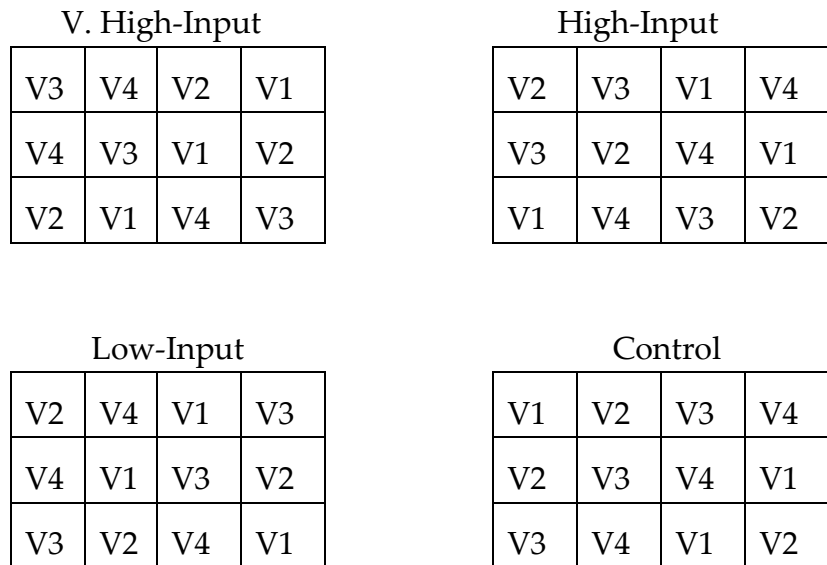 V. High-Input
V3 V4 V2 V1
V4 V3 V1 V2
V2 V1 V4 V3
High-Input
V2 V3 V1 V4
V3 V2 V4 V1
V1 V4 V3 V2
Low-Input
V2 V4 V1 V3
V4 V1 V3 V2
V3 V2 V4 V1
Control
V1 V2 V3 V4
V2 V3 V4 V1
V3 V4 V1 V2